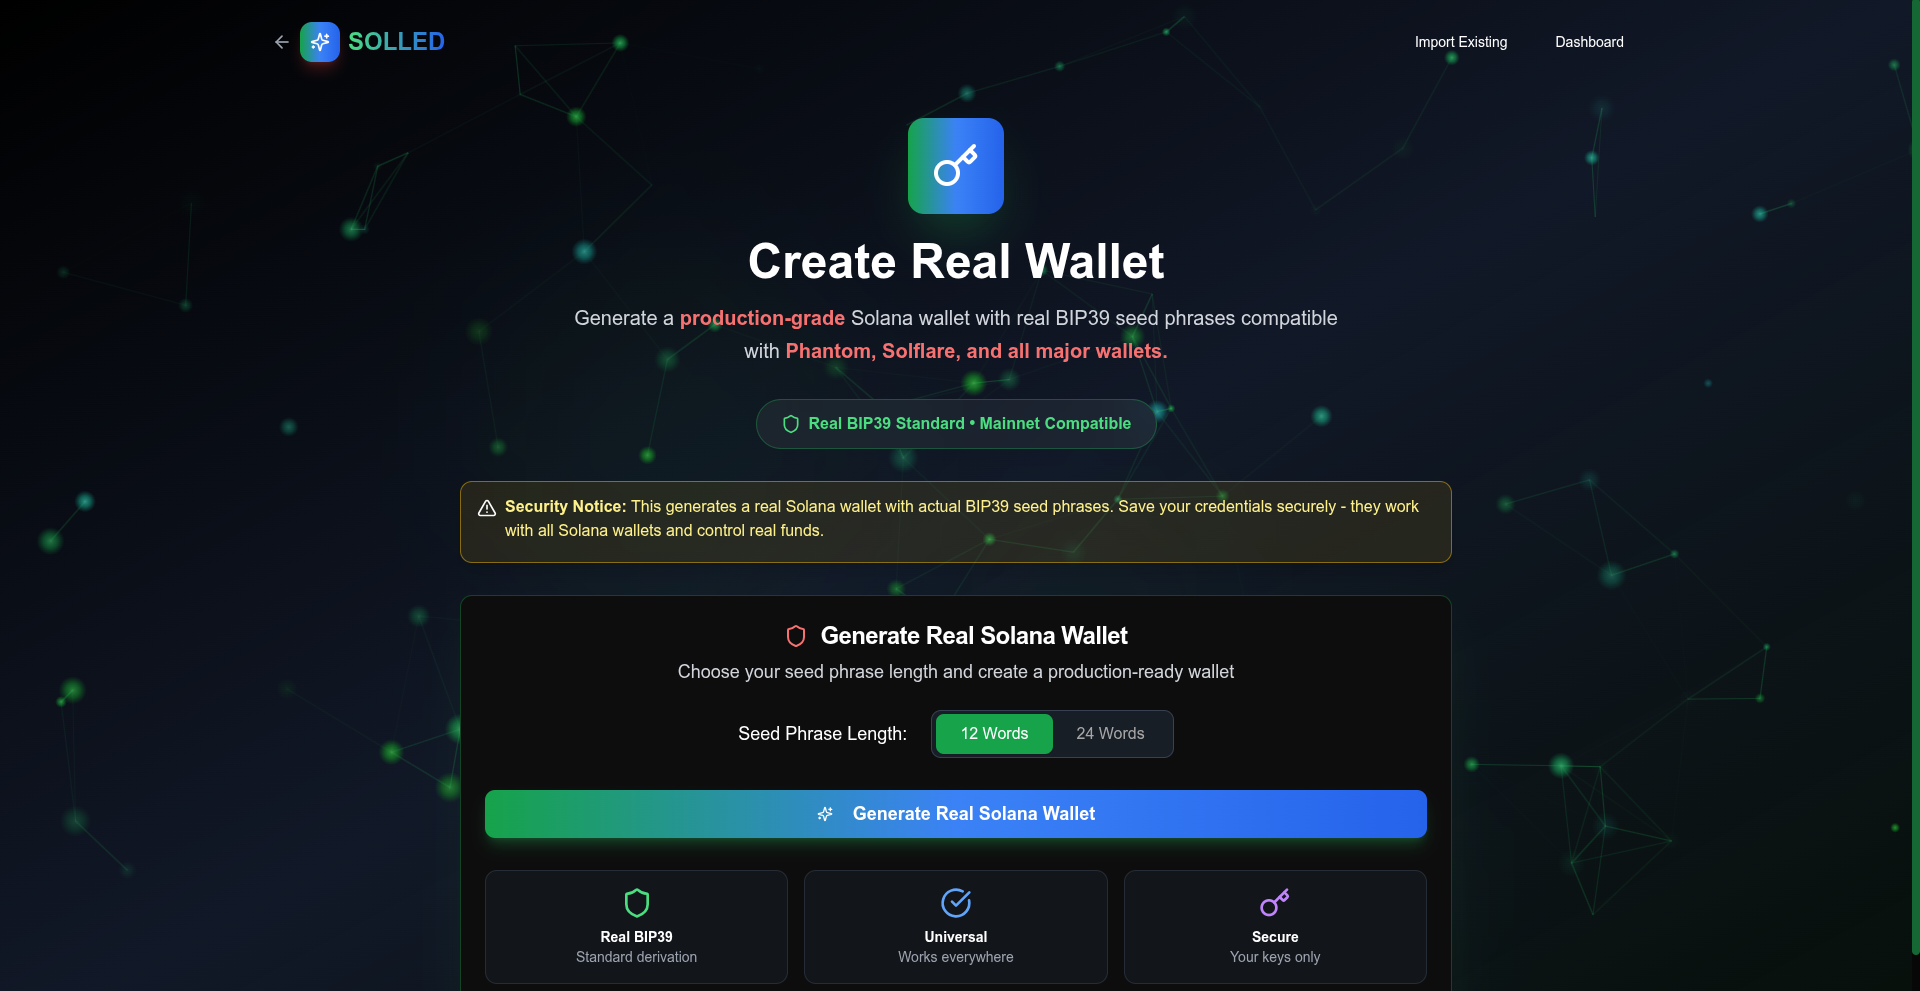 SOLLED
Import Existing
Dashboard
Create Real Wallet
Generate a production-grade Solana wallet with real BIP39 seed phrases compatible
with Phantom, Solflare, and all major wallets.
Real BIP39 Standard • Mainnet Compatible
Security Notice: This generates a real Solana wallet with actual BIP39 seed phrases. Save your credentials securely - they work
with all Solana wallets and control real funds.
Generate Real Solana Wallet
Choose your seed phrase length and create a production-ready wallet
Seed Phrase Length:
12 Words
24 Words
Generate Real Solana Wallet
Real BIP39
Standard derivation
Universal
Works everywhere
Secure
Your keys only